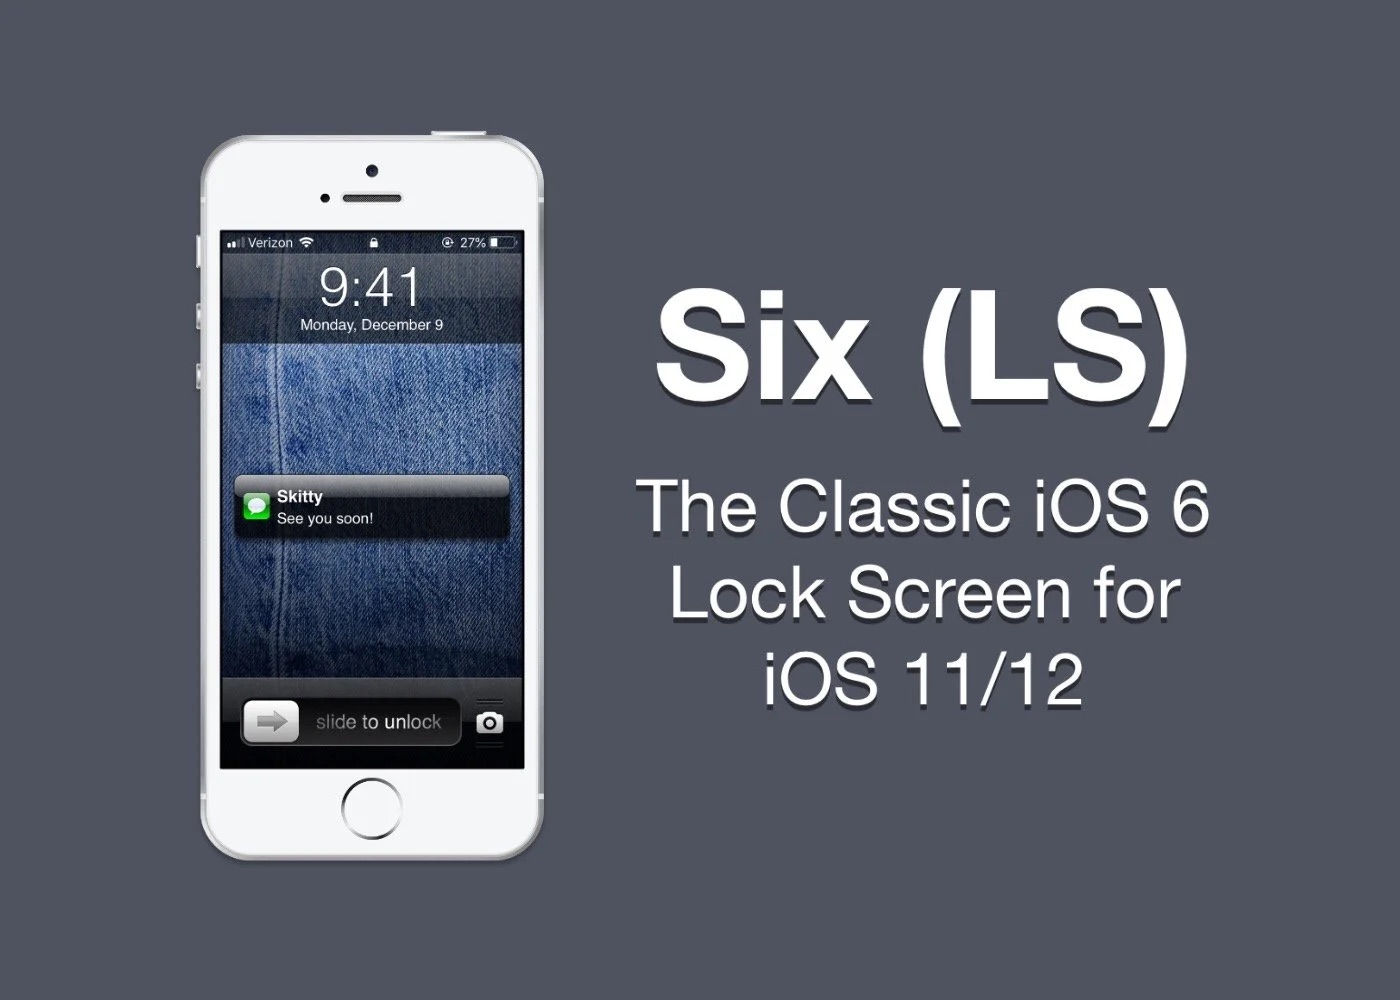 Verizon
27%
9:41
Monday, December 9
Skitty
See you soon!
slide to unlock
Six (LS)
The Classic iOS 6
Lock Screen for
iOS 11/12